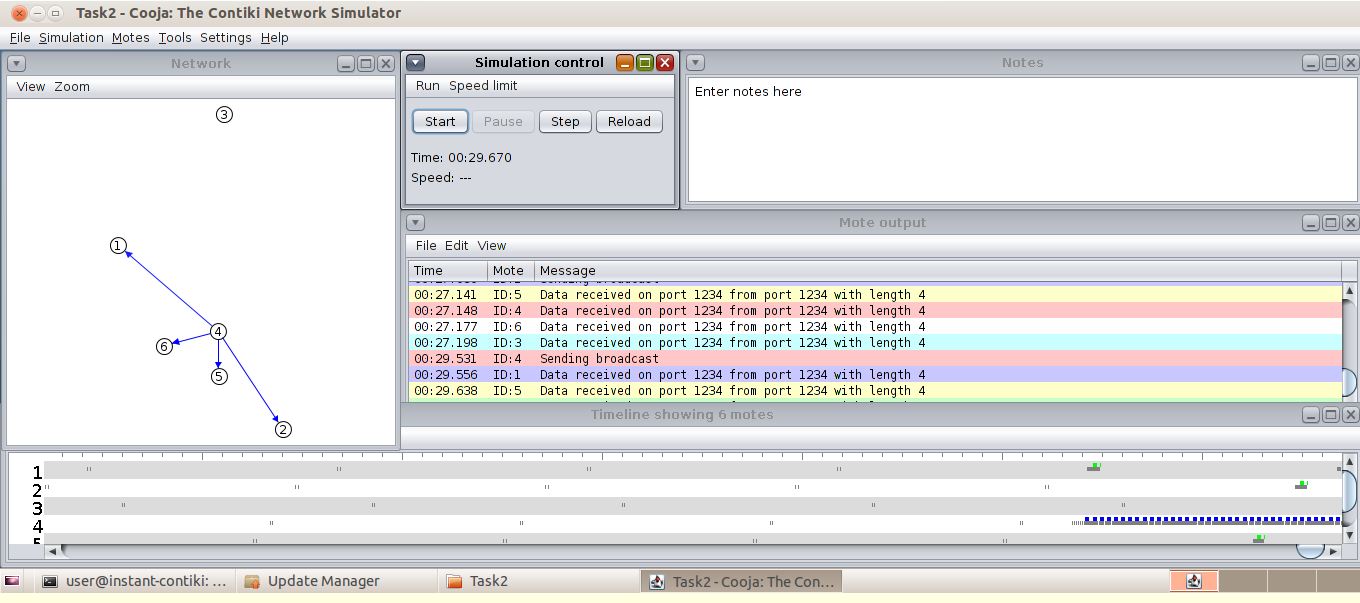 Task2 - Cooja: The Contiki Network Simulator
File Simulation Motes Tools Settings Help
Network
View Zoom
3
1
4
6
5
2
Simulation control
Run Speed limit
Start Pause Step Reload
Time: 00:29.670
Speed: ---
Notes
Enter notes here
Mote output
File Edit View
Time Mote Message
00:27.141 ID:5 Data received on port 1234 from port 1234 with length 4
00:27.148 ID:4 Data received on port 1234 from port 1234 with length 4
00:27.177 ID:6 Data received on port 1234 from port 1234 with length 4
00:27.198 ID:3 Data received on port 1234 from port 1234 with length 4
00:29.531 ID:4 Sending broadcast
00:29.556 ID:1 Data received on port 1234 from port 1234 with length 4
00:29.638 ID:5 Data received on port 1234 from port 1234 with length 4
Timeline showing 6 motes
1
2
3
4
5
user@instant-contiki: ... Update Manager Task2 Task2 - Cooja: The Con...